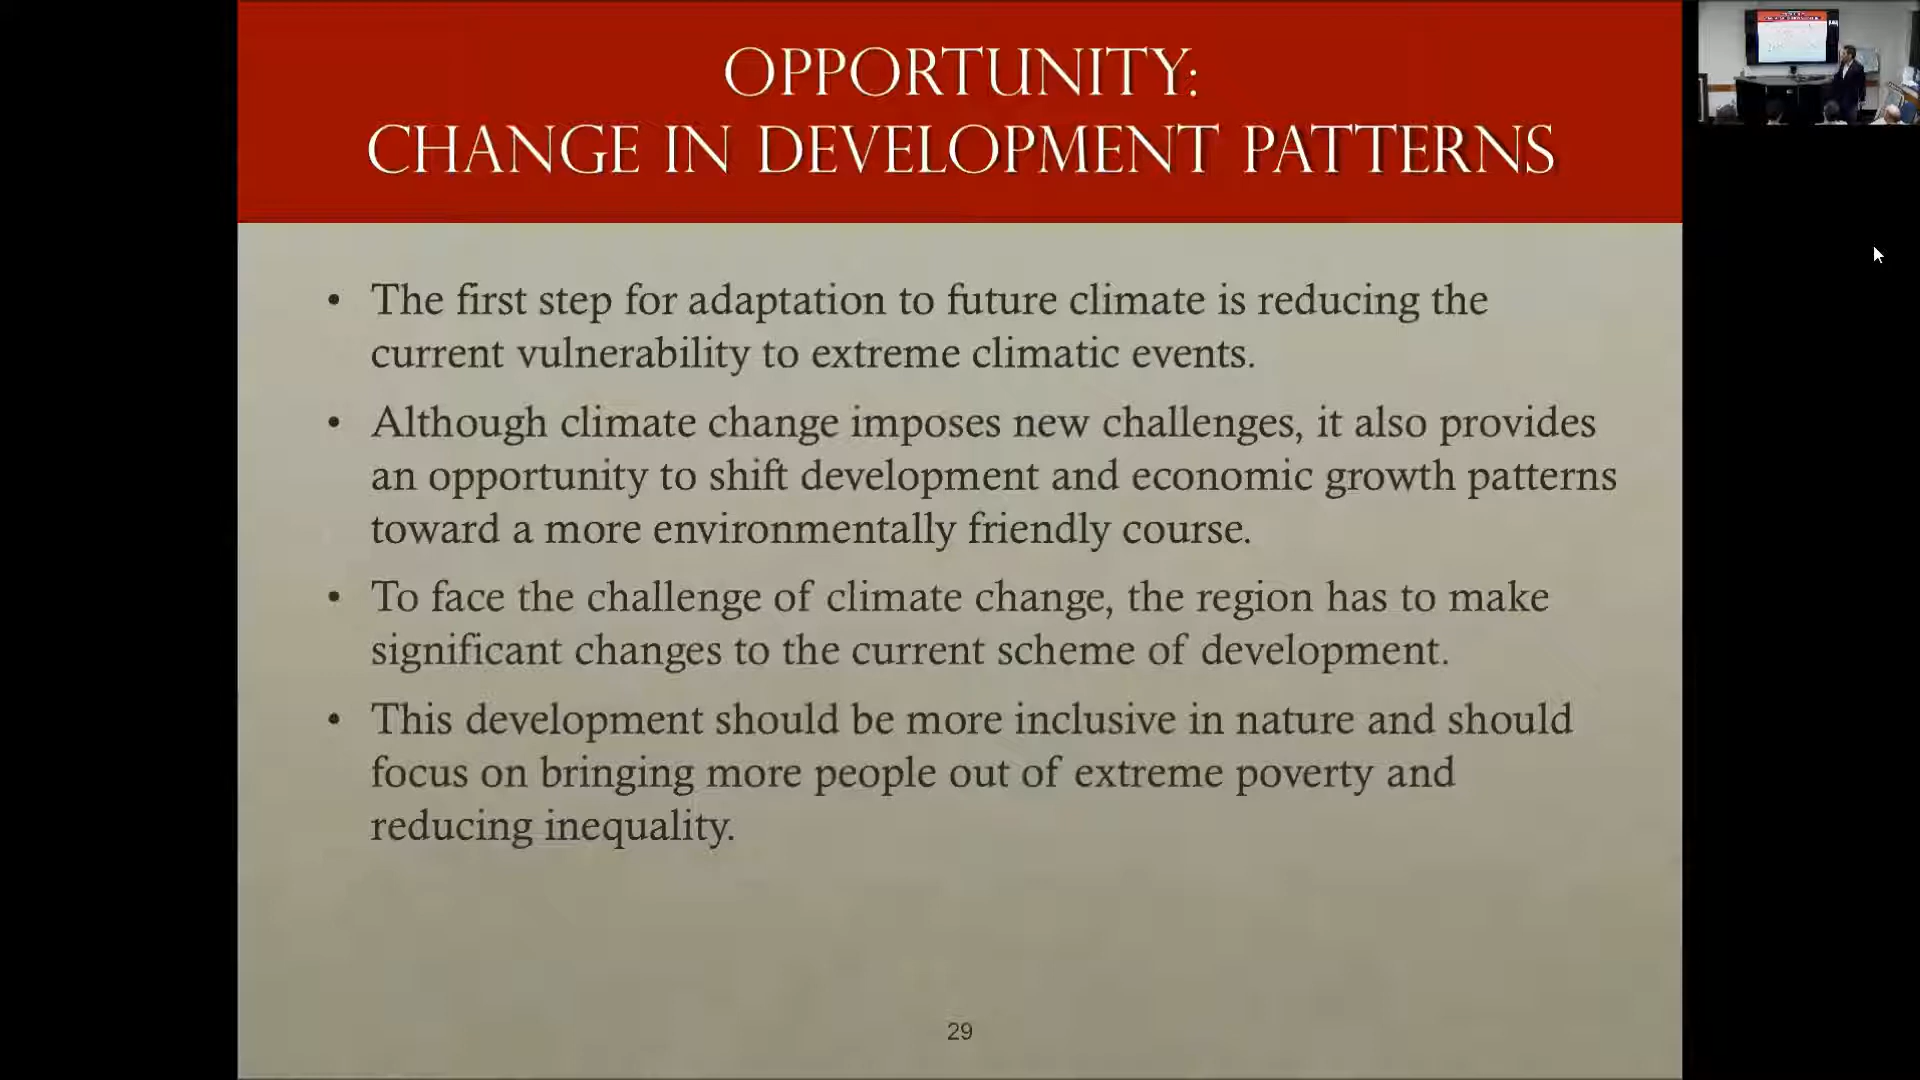 OPPORTUNITY:
CHANGE IN DEVELOPMENT PATTERNS
• The first step for adaptation to future climate is reducing the
current vulnerability to extreme climatic events.
• Although climate change imposes new challenges, it also provides
an opportunity to shift development and economic growth patterns
toward a more environmentally friendly course.
• To face the challenge of climate change, the region has to make
significant changes to the current scheme of development.
• This development should be more inclusive in nature and should
focus on bringing more people out of extreme poverty and
reducing inequality.
29